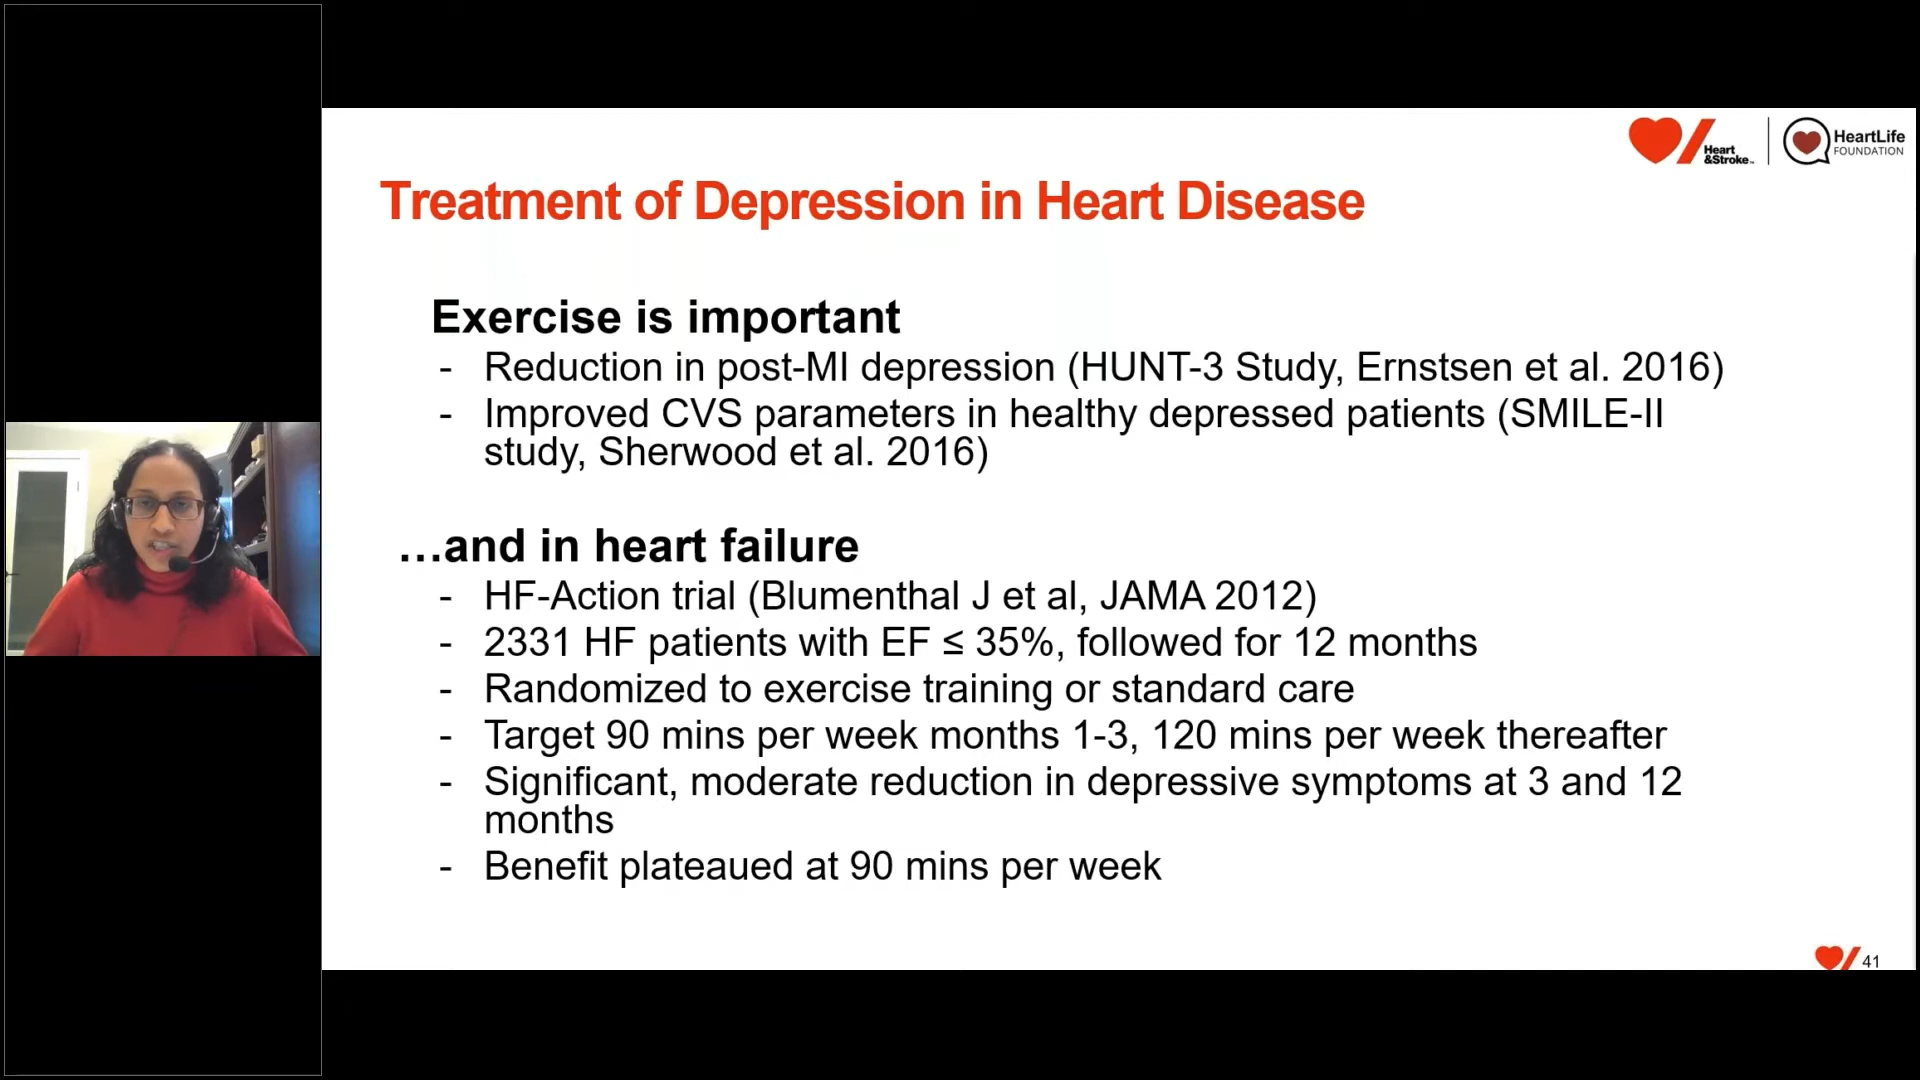 Heart
&Stroke™
HeartLife
FOUNDATION
Treatment of Depression in Heart Disease
Exercise is important
- Reduction in post-MI depression (HUNT-3 Study, Ernstsen et al. 2016)
- Improved CVS parameters in healthy depressed patients (SMILE-II
study, Sherwood et al. 2016)
…and in heart failure
- HF-Action trial (Blumenthal J et al, JAMA 2012)
- 2331 HF patients with EF ≤ 35%, followed for 12 months
- Randomized to exercise training or standard care
- Target 90 mins per week months 1-3, 120 mins per week thereafter
- Significant, moderate reduction in depressive symptoms at 3 and 12
months
- Benefit plateaued at 90 mins per week
41